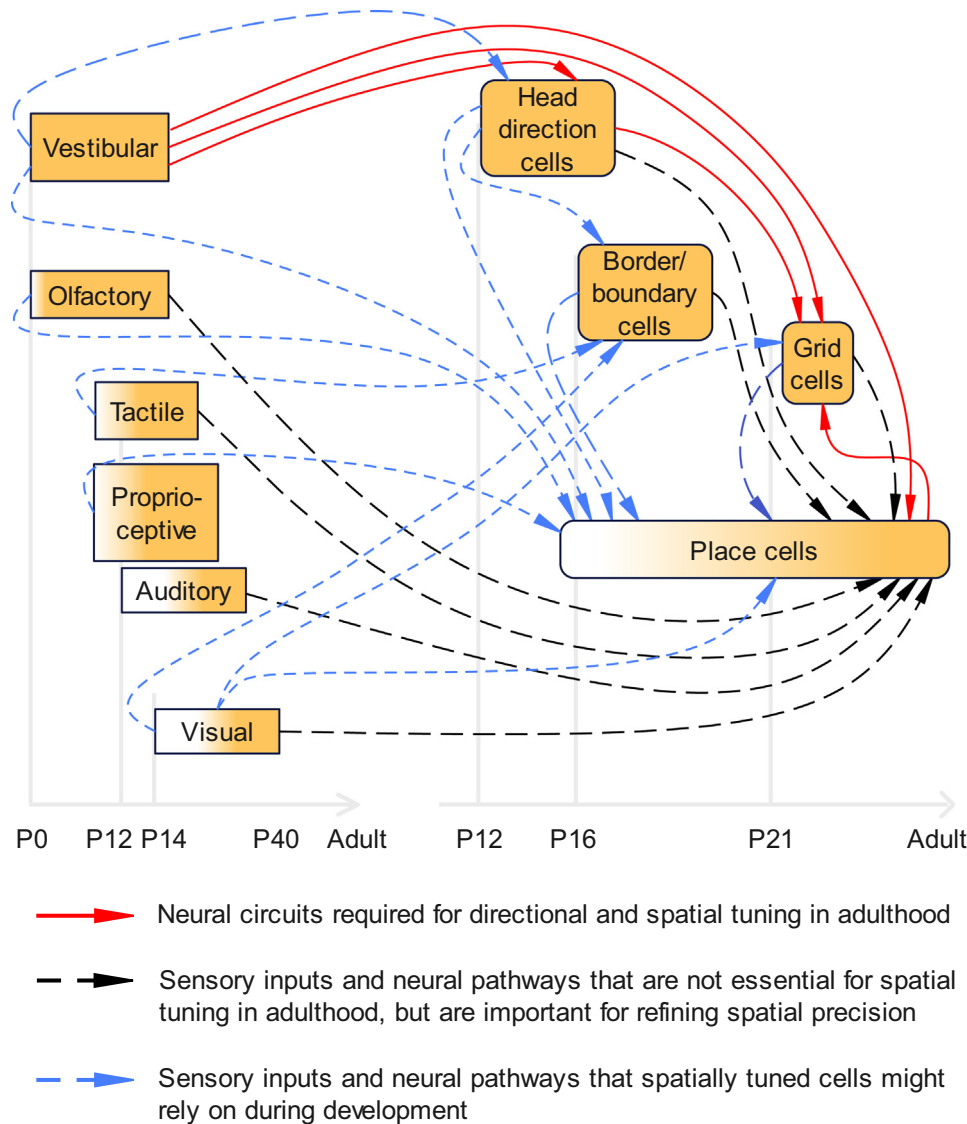 Vestibular
Head
direction
cells
Olfactory
Border/
boundary
cells
Grid
cells
Tactile
Proprio-
ceptive
Place cells
Auditory
Visual
P0 P12 P14 P40 Adult P12 P16 P21 Adult
Neural circuits required for directional and spatial tuning in adulthood
Sensory inputs and neural pathways that are not essential for spatial
tuning in adulthood, but are important for refining spatial precision
Sensory inputs and neural pathways that spatially tuned cells might
rely on during development